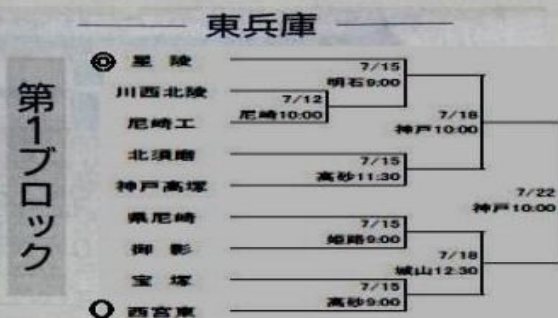 東兵庫
第1ブロック
◎ 星陵
川西北陵
尼崎工
北須磨
神戸高塚
県尼崎
御影
宝塚
○ 西宮東
7/15
明石9:00
7/12
尼崎10:00
7/18
神戸10:00
7/15
高砂11:30
7/22
神戸10:00
7/15
姫路9:00
7/18
城山12:30
7/15
高砂9:00